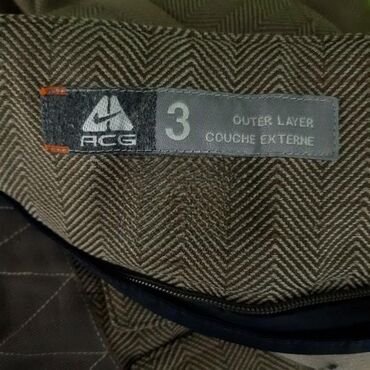 ACG
3
OUTER LAYER
COUCHE EXTERNE